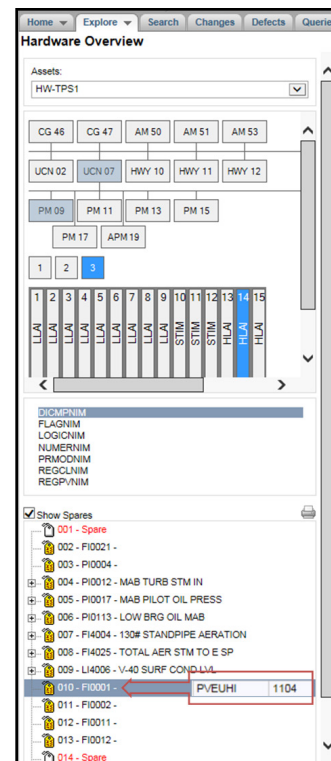 Home Explore Search Changes Defects Querie
Hardware Overview
Assets:
HW-TPS1
CG 46 CG 47 AM 50 AM 51 AM 53
UCN 02 UCN 07 HWY 10 HWY 11 HWY 12
PM 09 PM 11 PM 13 PM 15
PM 17 APM 19
1 2 3
1 2 3 4 5 6 7 8 9 10 11 12 13 14 15
LLAI LLAI LLAI LLAI LLAI LLAI LLAI LLAI LLAI STIM STIM STIM HLAI HLAI HLAI
DICMPNIM
FLAGNIM
LOGICNIM
NUMERNIM
PRMODNIM
REGCLNIM
REGPVNIM
Show Spares
001 - Spare
002 - FI0021 -
003 - PI0004 -
004 - PI0012 - MAB TURB STM IN
005 - PI0017 - MAB PILOT OIL PRESS
006 - PI0113 - LOW BRG OIL MAB
007 - FI4004 - 130# STANDPIPE AERATION
008 - FI4025 - TOTAL AER STM TO E SP
009 - LI4006 - V-40 SURF COND LVL
010 - FI0001 - PVEUHI 1104
011 - FI0002 -
012 - FI0011 -
013 - FI0012 -
014 - Spare